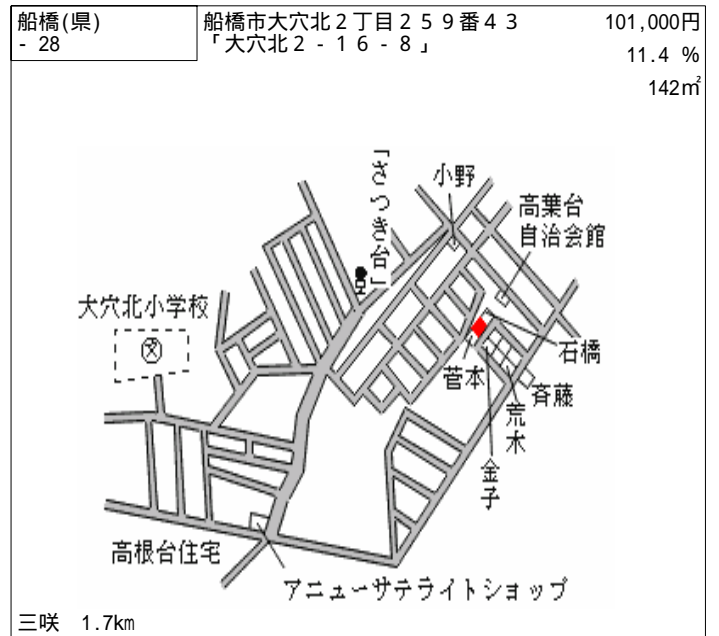 船橋(県)
- 28
船橋市大穴北2丁目259番43
「大穴北2 - 16 - 8」
101,000円
11.4 %
142㎡
「さつき台」
小野
高葉台
自治会館
大穴北小学校
文
石橋
菅本
斉藤
荒木
金子
高根台住宅
アニューサテライトショップ
三咲 1.7km